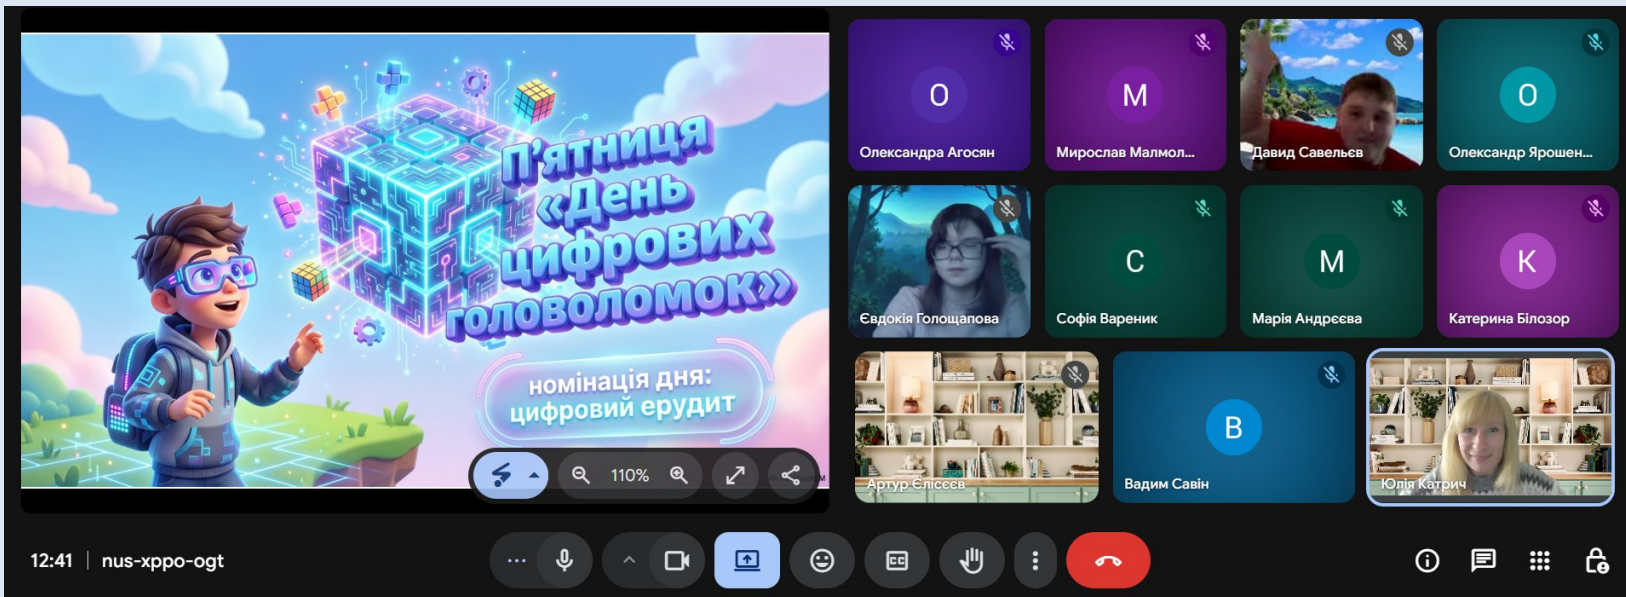 П'ятниця
«День
цифрових
головоломок»
номінація дня:
цифровий ерудит
110%
О
Олександра Агосян
М
Мирослав Малмол...
Давид Савельєв
О
Олександр Ярошен...
Євдокія Голощапова
С
Софія Вареник
М
Марія Андрєєва
К
Катерина Білозор
Артур Єлісєєв
В
Вадим Савін
Юлія Катрич
12:41 | nus-xppo-ogt
CC